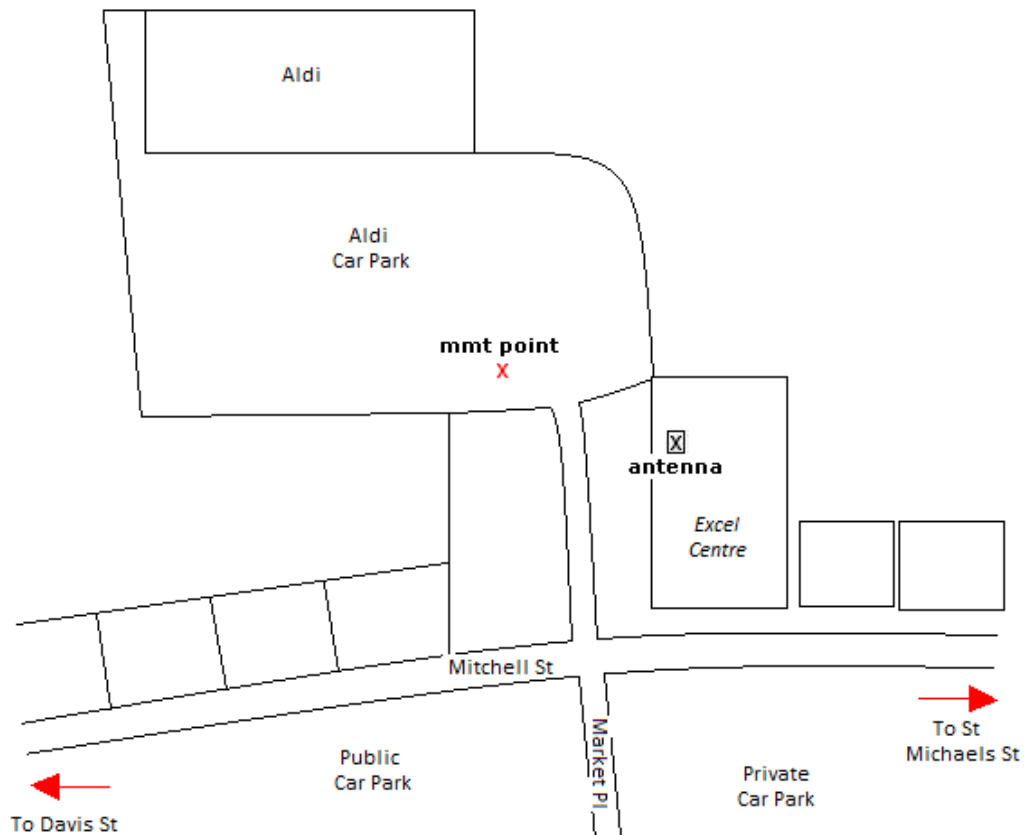 Aldi
Aldi
Car Park
mmt point
X
X
antenna
Excel
Centre
Mitchell St
Market Pl
To St
Michaels St
Public
Car Park
Private
Car Park
To Davis St